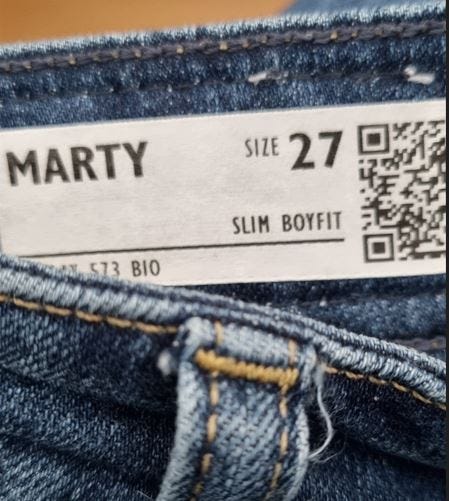 MARTY
SIZE 27
SLIM BOYFIT
573 BIO